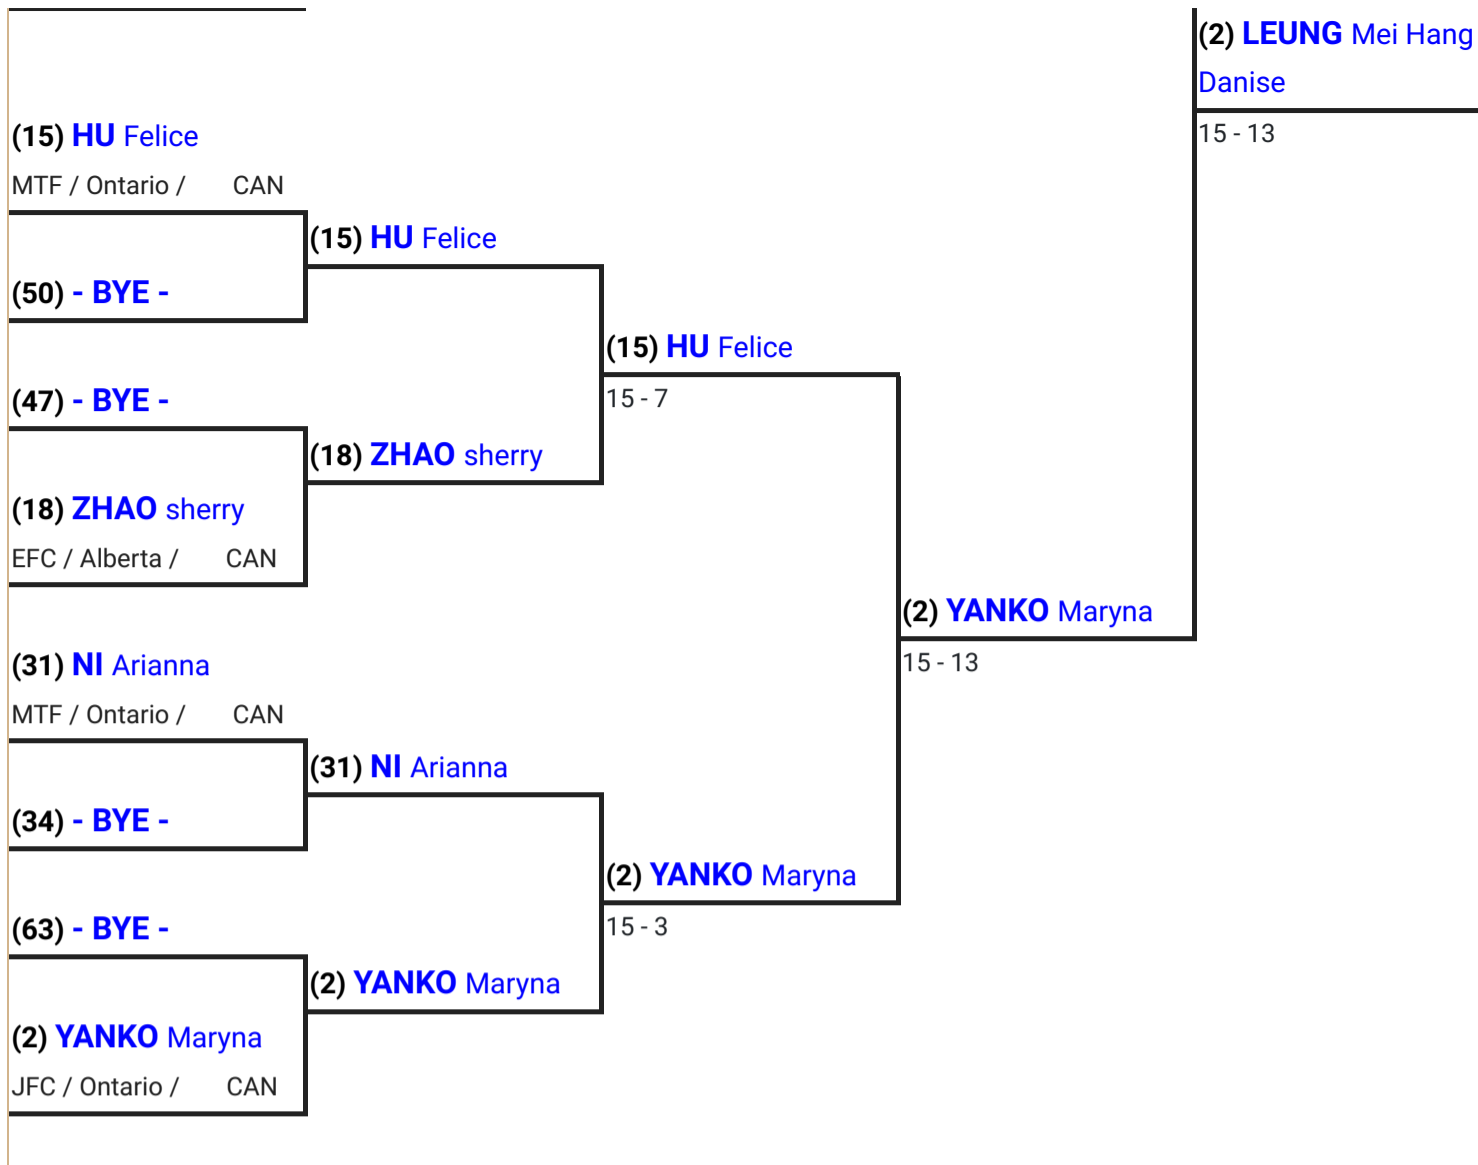 (2) LEUNG Mei Hang
Danise
15 - 13
(15) HU Felice
MTF / Ontario / CAN
(15) HU Felice
(50) - BYE -
(15) HU Felice
15 - 7
(47) - BYE -
(18) ZHAO sherry
(18) ZHAO sherry
EFC / Alberta / CAN
(2) YANKO Maryna
15 - 13
(31) NI Arianna
MTF / Ontario / CAN
(31) NI Arianna
(34) - BYE -
(2) YANKO Maryna
15 - 3
(63) - BYE -
(2) YANKO Maryna
(2) YANKO Maryna
JFC / Ontario / CAN